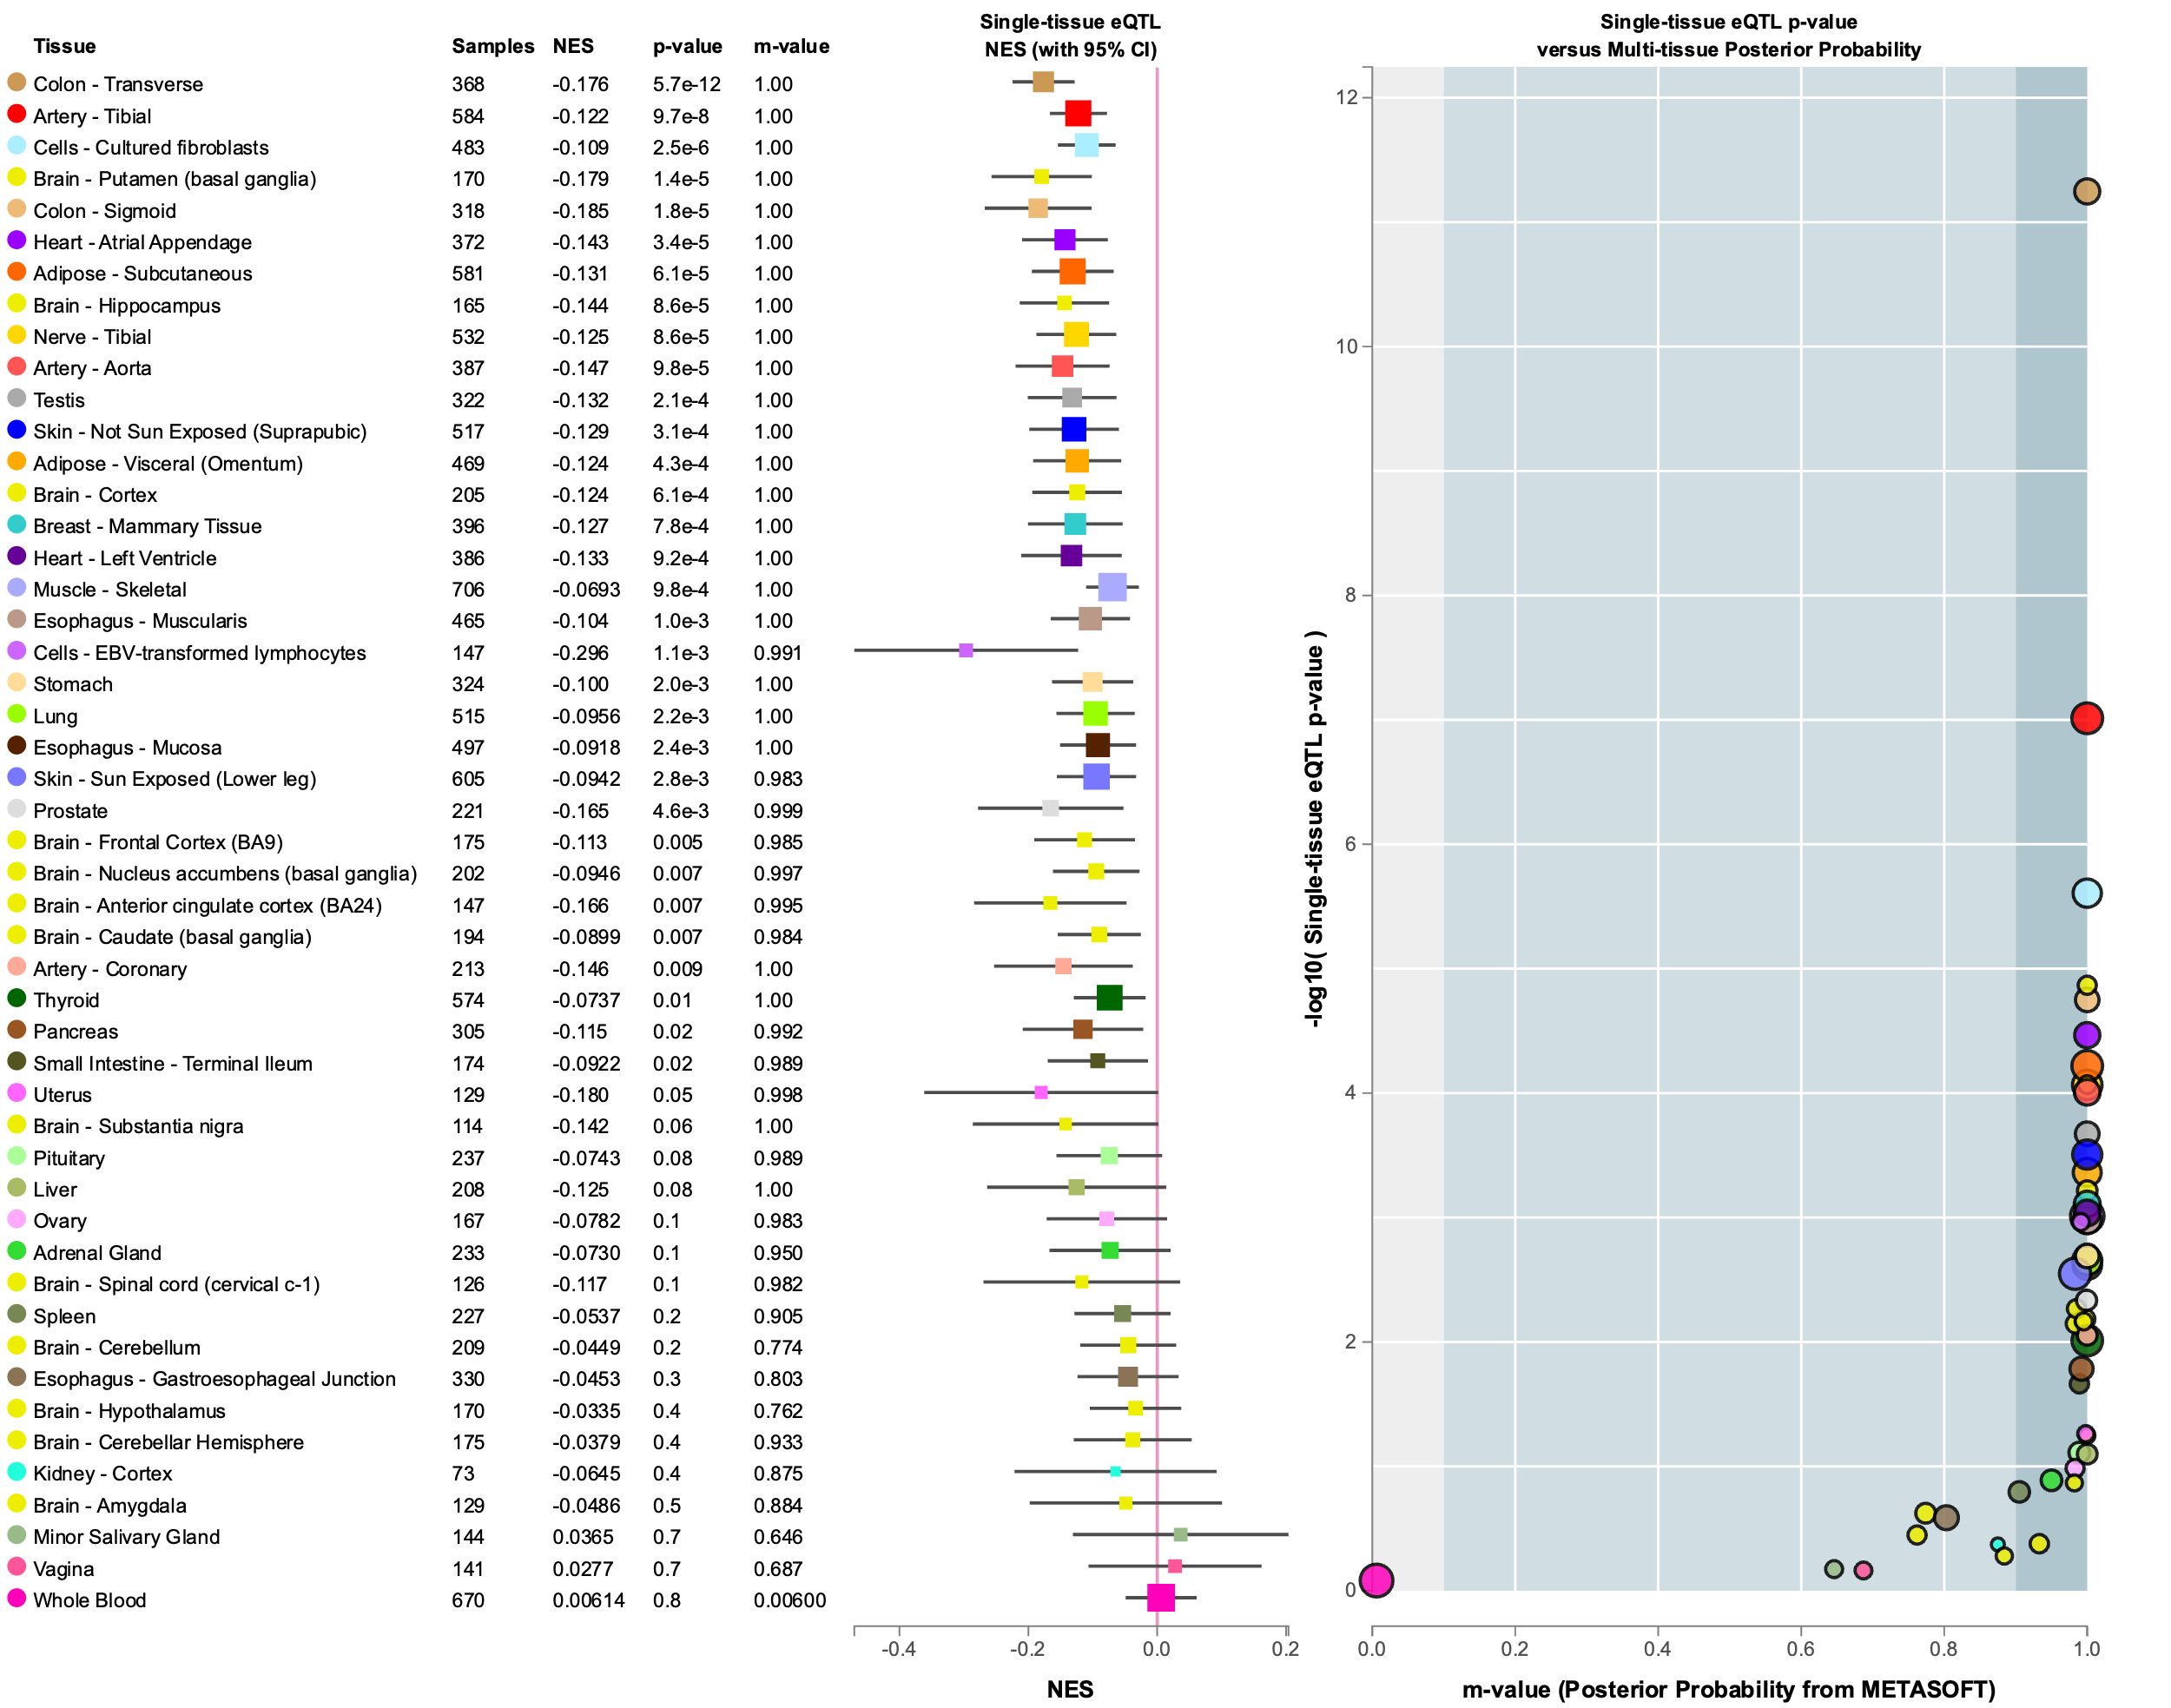 Single-tissue eQTL
NES (with 95% CI)
Single-tissue eQTL p-value
versus Multi-tissue Posterior Probability
Tissue Samples NES p-value m-value
Colon - Transverse 368 -0.176 5.7e-12 1.00
Artery - Tibial 584 -0.122 9.7e-8 1.00
Cells - Cultured fibroblasts 483 -0.109 2.5e-6 1.00
Brain - Putamen (basal ganglia) 170 -0.179 1.4e-5 1.00
Colon - Sigmoid 318 -0.185 1.8e-5 1.00
Heart - Atrial Appendage 372 -0.143 3.4e-5 1.00
Adipose - Subcutaneous 581 -0.131 6.1e-5 1.00
Brain - Hippocampus 165 -0.144 8.6e-5 1.00
Nerve - Tibial 532 -0.125 8.6e-5 1.00
Artery - Aorta 387 -0.147 9.8e-5 1.00
Testis 322 -0.132 2.1e-4 1.00
Skin - Not Sun Exposed (Suprapubic) 517 -0.129 3.1e-4 1.00
Adipose - Visceral (Omentum) 469 -0.124 4.3e-4 1.00
Brain - Cortex 205 -0.124 6.1e-4 1.00
Breast - Mammary Tissue 396 -0.127 7.8e-4 1.00
Heart - Left Ventricle 386 -0.133 9.2e-4 1.00
Muscle - Skeletal 706 -0.0693 9.8e-4 1.00
Esophagus - Muscularis 465 -0.104 1.0e-3 1.00
Cells - EBV-transformed lymphocytes 147 -0.296 1.1e-3 0.991
Stomach 324 -0.100 2.0e-3 1.00
Lung 515 -0.0956 2.2e-3 1.00
Esophagus - Mucosa 497 -0.0918 2.4e-3 1.00
Skin - Sun Exposed (Lower leg) 605 -0.0942 2.8e-3 0.983
Prostate 221 -0.165 4.6e-3 0.999
Brain - Frontal Cortex (BA9) 175 -0.113 0.005 0.985
Brain - Nucleus accumbens (basal ganglia) 202 -0.0946 0.007 0.997
Brain - Anterior cingulate cortex (BA24) 147 -0.166 0.007 0.995
Brain - Caudate (basal ganglia) 194 -0.0899 0.007 0.984
Artery - Coronary 213 -0.146 0.009 1.00
Thyroid 574 -0.0737 0.01 1.00
Pancreas 305 -0.115 0.02 0.992
Small Intestine - Terminal Ileum 174 -0.0922 0.02 0.989
Uterus 129 -0.180 0.05 0.998
Brain - Substantia nigra 114 -0.142 0.06 1.00
Pituitary 237 -0.0743 0.08 0.989
Liver 208 -0.125 0.08 1.00
Ovary 167 -0.0782 0.1 0.983
Adrenal Gland 233 -0.0730 0.1 0.950
Brain - Spinal cord (cervical c-1) 126 -0.117 0.1 0.982
Spleen 227 -0.0537 0.2 0.905
Brain - Cerebellum 209 -0.0449 0.2 0.774
Esophagus - Gastroesophageal Junction 330 -0.0453 0.3 0.803
Brain - Hypothalamus 170 -0.0335 0.4 0.762
Brain - Cerebellar Hemisphere 175 -0.0379 0.4 0.933
Kidney - Cortex 73 -0.0645 0.4 0.875
Brain - Amygdala 129 -0.0486 0.5 0.884
Minor Salivary Gland 144 0.0365 0.7 0.646
Vagina 141 0.0277 0.7 0.687
Whole Blood 670 0.00614 0.8 0.00600
-0.4 -0.2 0.0 0.2
NES
-log10( Single-tissue eQTL p-value )
12
10
8
6
4
2
0
0.0 0.2 0.4 0.6 0.8 1.0
m-value (Posterior Probability from METASOFT)